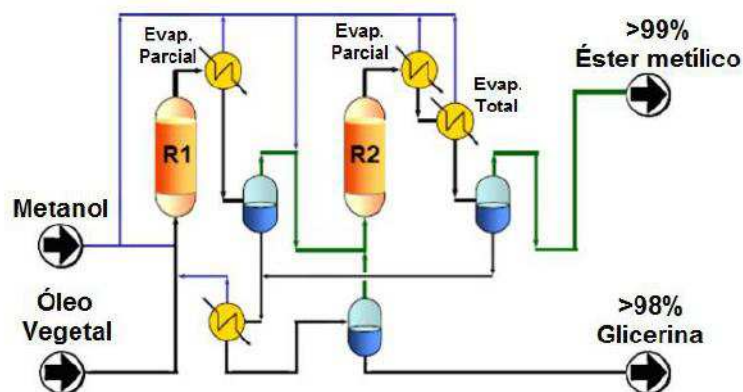 Evap.
Parcial
Evap.
Parcial
>99%
Éster metílico
Evap.
Total
R1
R2
Metanol
Óleo
Vegetal
>98%
Glicerina